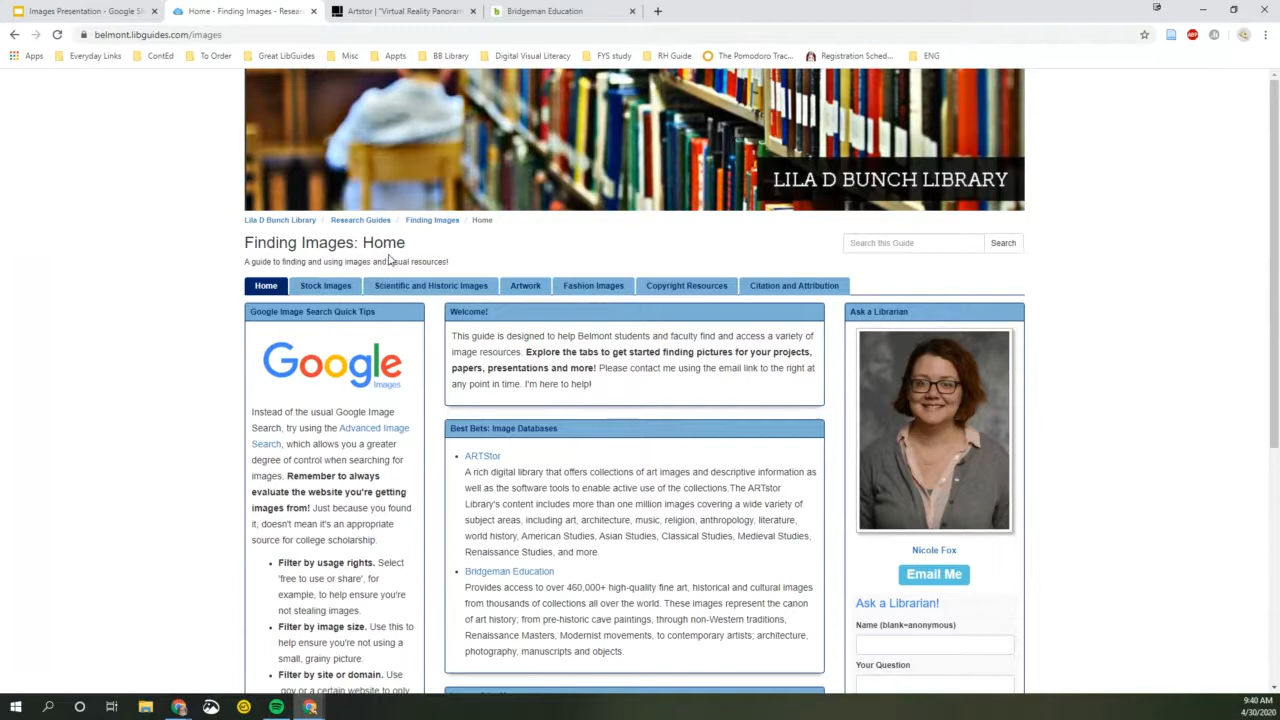 Images Presentation - Google Sl
Home - Finding Images - Resear
Artstor | "Virtual Reality Panoram
Bridgeman Education
belmont.libguides.com/images
Apps
Everyday Links
ContEd
To Order
Great LibGuides
Misc
Appts
BB Library
Digital Visual Literacy
FYS study
RH Guide
The Pomodoro Trac...
Registration Sched...
ENG
LILA D BUNCH LIBRARY
Lila D Bunch Library / Research Guides / Finding Images / Home
Finding Images: Home
Search this Guide
Search
A guide to finding and using images and visual resources!
Home
Stock Images
Scientific and Historic Images
Artwork
Fashion Images
Copyright Resources
Citation and Attribution
Google Image Search Quick Tips
Google
Images
Instead of the usual Google Image
Search, try using the Advanced Image
Search, which allows you a greater
degree of control when searching for
images. Remember to always
evaluate the website you're getting
images from! Just because you found
it, doesn't mean it's an appropriate
source for college scholarship.
• Filter by usage rights. Select
'free to use or share', for
example, to help ensure you're
not stealing images.
• Filter by image size. Use this to
help ensure you're not using a
small, grainy picture.
• Filter by site or domain. Use
.gov or a certain website to only
Welcome!
This guide is designed to help Belmont students and faculty find and access a variety of
image resources. Explore the tabs to get started finding pictures for your projects,
papers, presentations and more! Please contact me using the email link to the right at
any point in time. I'm here to help!
Best Bets: Image Databases
• ARTStor
A rich digital library that offers collections of art images and descriptive information as
well as the software tools to enable active use of the collections.The ARTstor
Library's content includes more than one million images covering a wide variety of
subject areas, including art, architecture, music, religion, anthropology, literature,
world history, American Studies, Asian Studies, Classical Studies, Medieval Studies,
Renaissance Studies, and more.
• Bridgeman Education
Provides access to over 460,000+ high-quality fine art, historical and cultural images
from thousands of collections all over the world. These images represent the canon
of art history; from pre-historic cave paintings, through non-Western traditions,
Renaissance Masters, Modernist movements, to contemporary artists; architecture,
photography, manuscripts and objects.
Ask a Librarian
Nicole Fox
Email Me
Ask a Librarian!
Name (blank=anonymous)
Your Question
9:40 AM
4/30/2020